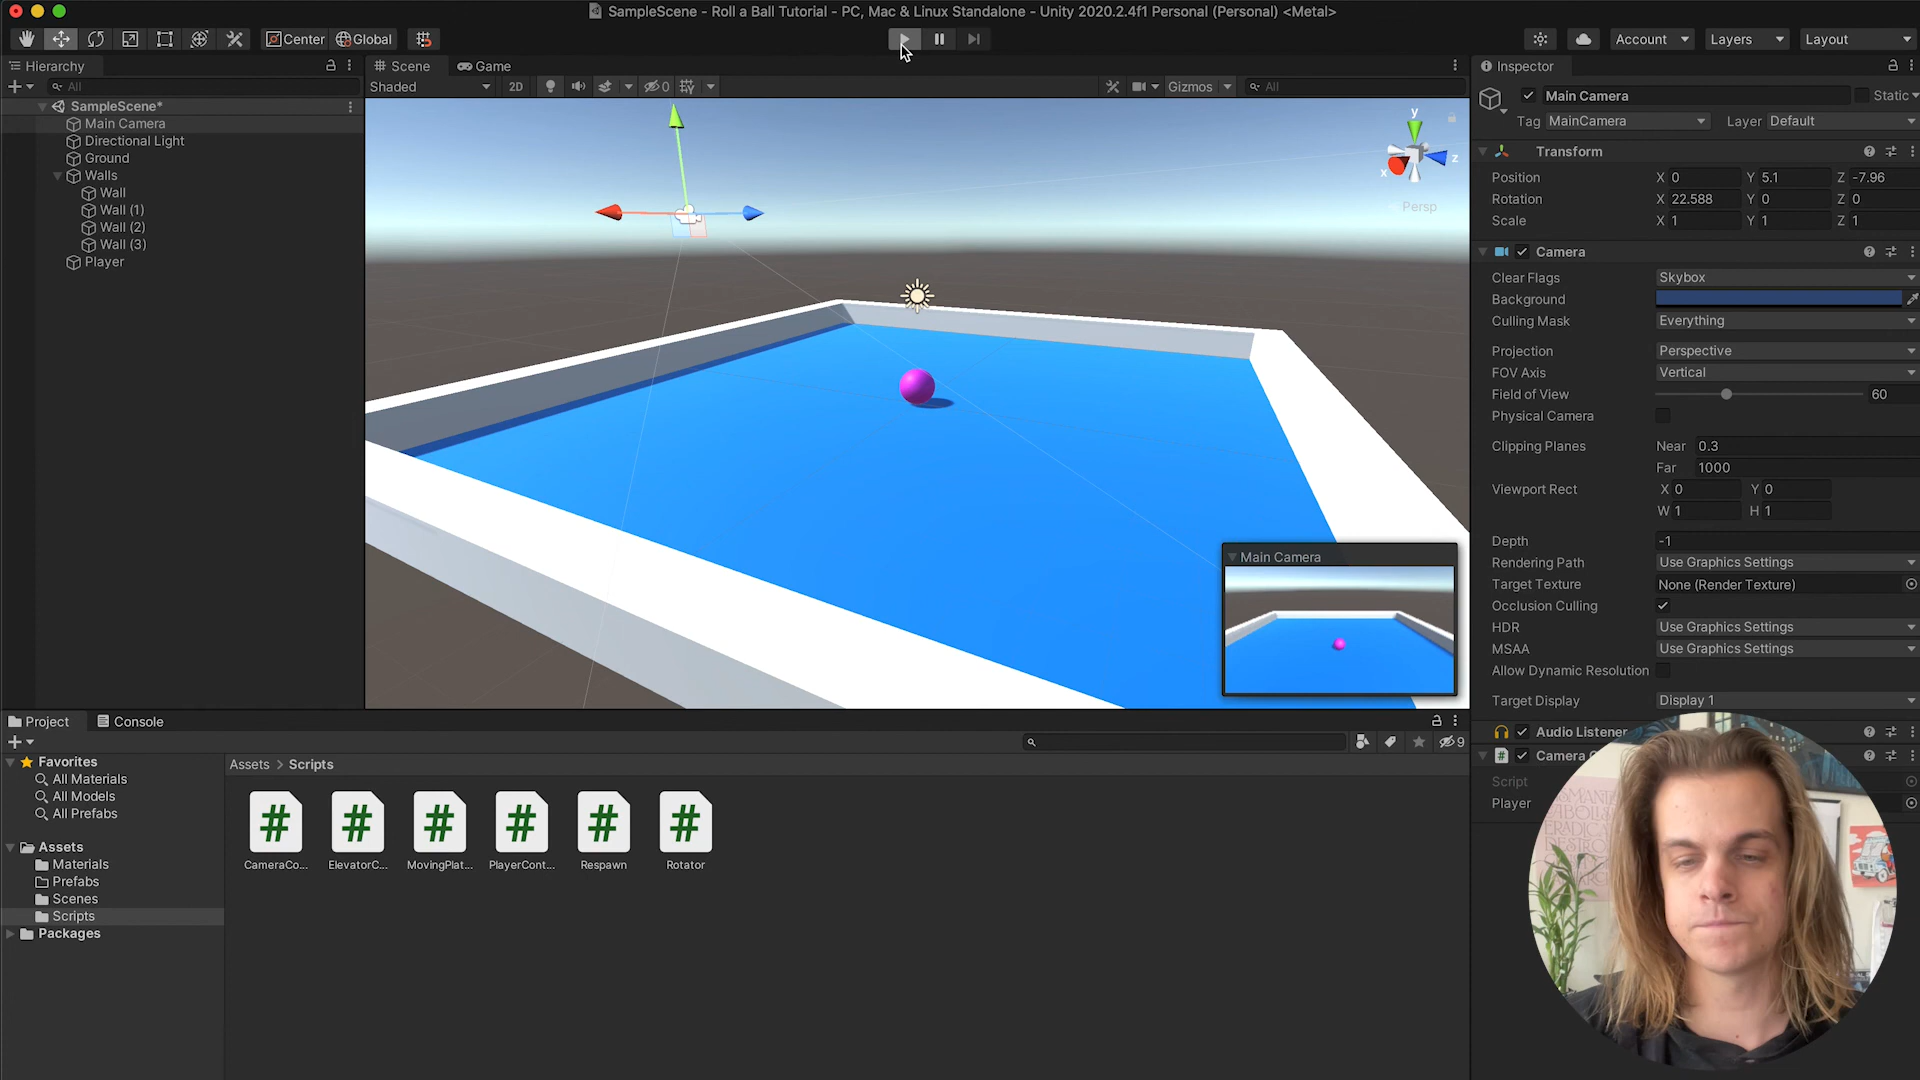 SampleScene - Roll a Ball Tutorial - PC, Mac & Linux Standalone - Unity 2020.2.4f1 Personal (Personal) <Metal>
Center Global Account Layers Layout
Hierarchy
All
SampleScene*
Main Camera
Directional Light
Ground
Walls
Wall
Wall (1)
Wall (2)
Wall (3)
Player
Scene Game
Shaded 2D 0 Gizmos All
y
x z
Persp
Main Camera
Inspector
Main Camera Static
Tag MainCamera Layer Default
Transform
Position X 0 Y 5.1 Z -7.96
Rotation X 22.588 Y 0 Z 0
Scale X 1 Y 1 Z 1
Camera
Clear Flags Skybox
Background
Culling Mask Everything
Projection Perspective
FOV Axis Vertical
Field of View 60
Physical Camera
Clipping Planes Near 0.3
Far 1000
Viewport Rect X 0 Y 0
W 1 H 1
Depth -1
Rendering Path Use Graphics Settings
Target Texture None (Render Texture)
Occlusion Culling
HDR Use Graphics Settings
MSAA Use Graphics Settings
Allow Dynamic Resolution
Target Display Display 1
Audio Listener
Camera
Script
Player
Project Console
9
Favorites
All Materials
All Models
All Prefabs
Assets
Materials
Prefabs
Scenes
Scripts
Packages
Assets > Scripts
# # # # # #
CameraCo... ElevatorC... MovingPlat... PlayerCont... Respawn Rotator